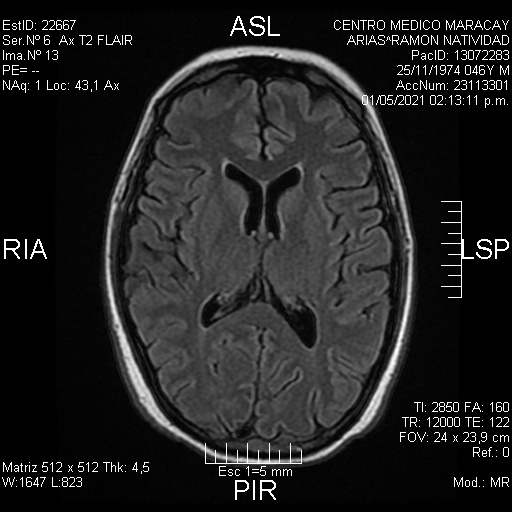 EstID: 22667
Ser.Nº 6 Ax T2 FLAIR
Ima.Nº 13
PE= --
NAq: 1 Loc: 43,1 Ax
ASL
CENTRO MEDICO MARACAY
ARIAS^RAMON NATIVIDAD
PacID: 13072283
25/11/1974 046Y M
AccNum: 23113301
01/05/2021 02:13:11 p.m.
RIA
LSP
TI: 2850 FA: 160
TR: 12000 TE: 122
FOV: 24 x 23,9 cm
Ref.: 0
Matriz 512 x 512 Thk: 4,5
W:1647 L:823
Esc 1=5 mm
PIR
Mod.: MR